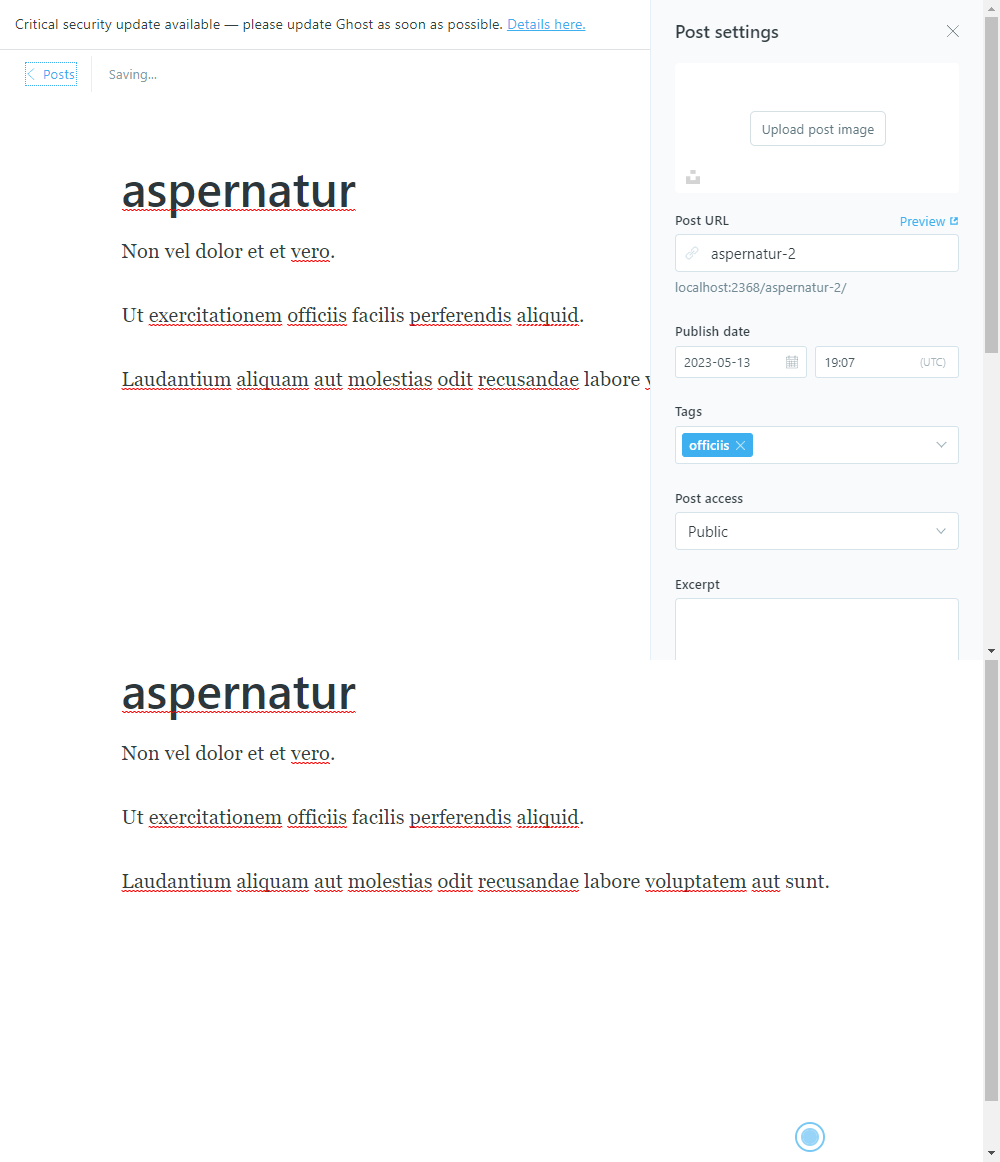 Critical security update available — please update Ghost as soon as possible. Details here.
Posts
Saving...
aspernatur
Non vel dolor et et vero.
Ut exercitationem officiis facilis perferendis aliquid.
Laudantium aliquam aut molestias odit recusandae labore
Post settings
Upload post image
Post URL
Preview
aspernatur-2
localhost:2368/aspernatur-2/
Publish date
2023-05-13
19:07
(UTC)
Tags
officiis
Post access
Public
Excerpt
aspernatur
Non vel dolor et et vero.
Ut exercitationem officiis facilis perferendis aliquid.
Laudantium aliquam aut molestias odit recusandae labore voluptatem aut sunt.